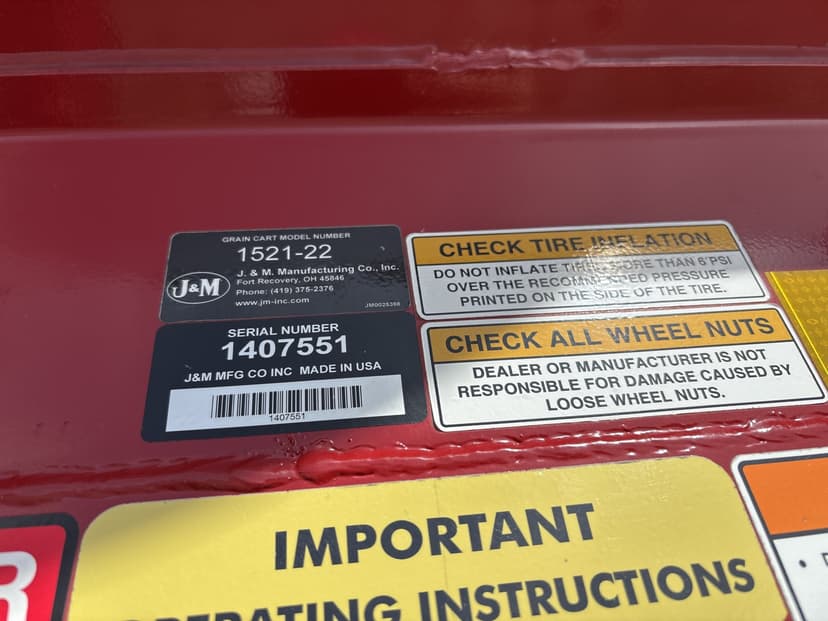 GRAIN CART MODEL NUMBER
1521-22
J&M
J. & M. Manufacturing Co., Inc.
Fort Recovery, OH 45846
Phone: (419) 375-2376
www.jm-inc.com
JM0025398
SERIAL NUMBER
1407551
J&M MFG CO INC MADE IN USA
1407551
CHECK TIRE INFLATION
DO NOT INFLATE TIRES MORE THAN 6 PSI
OVER THE RECOMMENDED PRESSURE
PRINTED ON THE SIDE OF THE TIRE.
CHECK ALL WHEEL NUTS
DEALER OR MANUFACTURER IS NOT
RESPONSIBLE FOR DAMAGE CAUSED BY
LOOSE WHEEL NUTS.
IMPORTANT
OPERATING INSTRUCTIONS
R